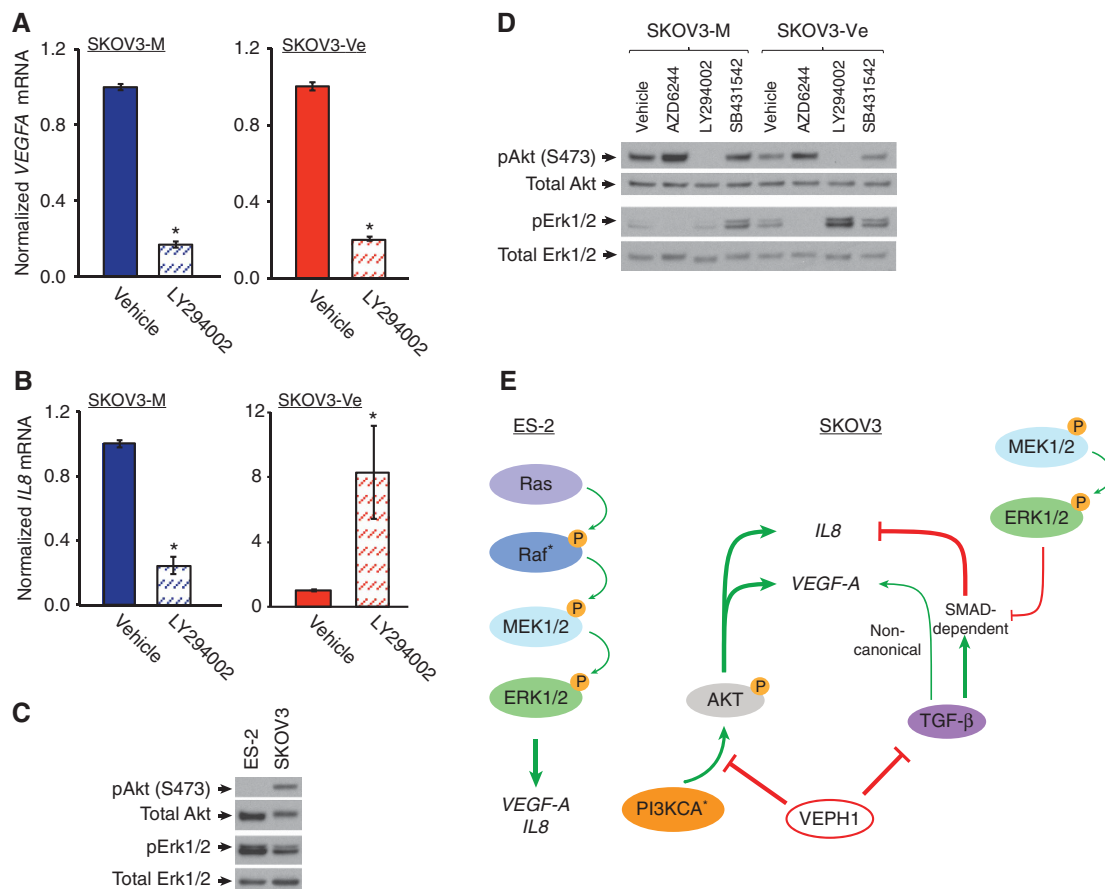 A
SKOV3-M
SKOV3-Ve
Normalized VEGFA mRNA
1.2
0.8
0.4
0.0
*
Vehicle
LY294002
1.2
0.8
0.4
0.0
*
Vehicle
LY294002
B
SKOV3-M
SKOV3-Ve
Normalized IL8 mRNA
1.2
0.8
0.4
0.0
*
Vehicle
LY294002
12
8
4
0
*
Vehicle
LY294002
C
ES-2
SKOV3
pAkt (S473)
Total Akt
pErk1/2
Total Erk1/2
D
SKOV3-M
SKOV3-Ve
Vehicle
AZD6244
LY294002
SB431542
Vehicle
AZD6244
LY294002
SB431542
pAkt (S473)
Total Akt
pErk1/2
Total Erk1/2
E
ES-2
Ras
P
Raf*
P
MEK1/2
P
ERK1/2
VEGF-A
IL8
SKOV3
P
MEK1/2
P
ERK1/2
IL8
VEGF-A
SMAD-
dependent
Non-
canonical
P
AKT
TGF-β
PI3KCA*
VEPH1